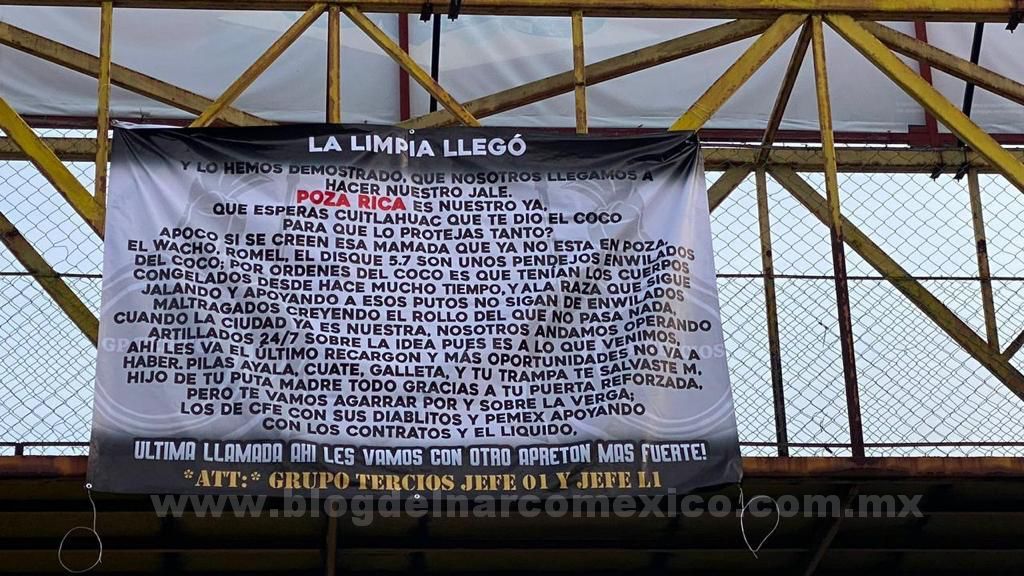 LA LIMPIA LLEGÓ
Y LO HEMOS DEMOSTRADO, QUE NOSOTROS LLEGAMOS A
HACER NUESTRO JALE.
POZA RICA ES NUESTRO YA.
QUE ESPERAS CUITLAHUAC QUE TE DIO EL COCO
PARA QUE LO PROTEJAS TANTO?
APOCO SI SE CREEN ESA MAMADA QUE YA NO ESTA EN POZA,
EL WACHO, ROMEL, EL DISQUE 5.7 SON UNOS PENDEJOS ENWILADOS
DEL COCO. POR ORDENES DEL COCO ES QUE TENÍAN LOS CUERPOS
CONGELADOS DESDE HACE MUCHO TIEMPO, Y ALA RAZA QUE SIGUE
JALANDO Y APOYANDO A ESOS PUTOS NO SIGAN DE ENWILADOS
MALTRAGADOS CREYENDO EL ROLLO DEL QUE NO PASA NADA,
CUANDO LA CIUDAD YA ES NUESTRA, NOSOTROS ANDAMOS OPERANDO
ARTILLADOS 24/7 SOBRE LA IDEA PUES ES A LO QUE VENIMOS,
AHÍ LES VA EL ÚLTIMO RECARGON Y MÁS OPORTUNIDADES NO VA A
HABER. PILAS AYALA, CUATE, GALLETA, Y TU TRAMPA TE SALVASTE M.
HIJO DE TU PUTA MADRE TODO GRACIAS A TU PUERTA REFORZADA,
PERO TE VAMOS AGARRAR POR Y SOBRE LA VERGA;
LOS DE CFE CON SUS DIABLITOS Y PEMEX APOYANDO
CON LOS CONTRATOS Y EL LIQUIDO,
ULTIMA LLAMADA AHI LES VAMOS CON OTRO APRETON MAS FUERTE!
*ATT:* GRUPO TERCIOS JEFE 01 Y JEFE L1
www.blogdelnarcomexico.com.mx